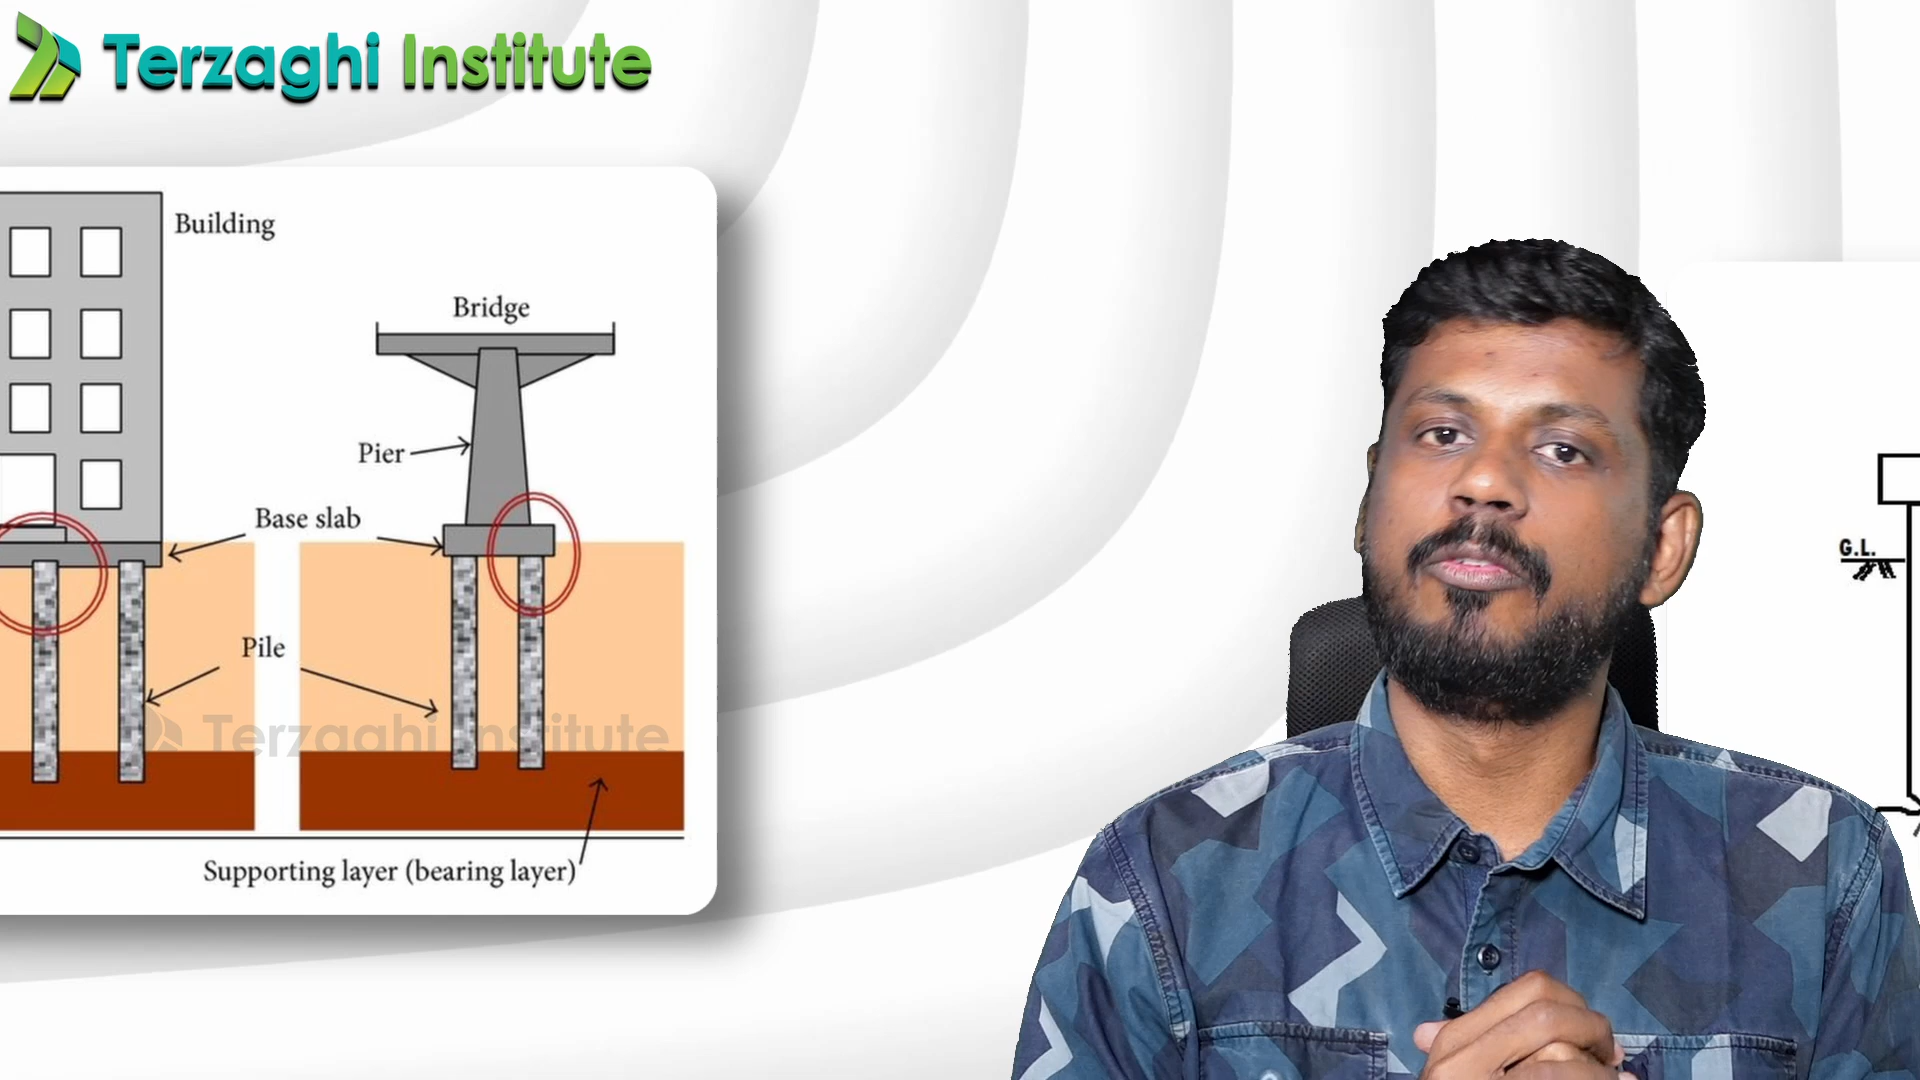 Terzaghi Institute
Building
Bridge
Pier
Base slab
G.L.
Pile
Terzaghi Institute
Supporting layer (bearing layer)